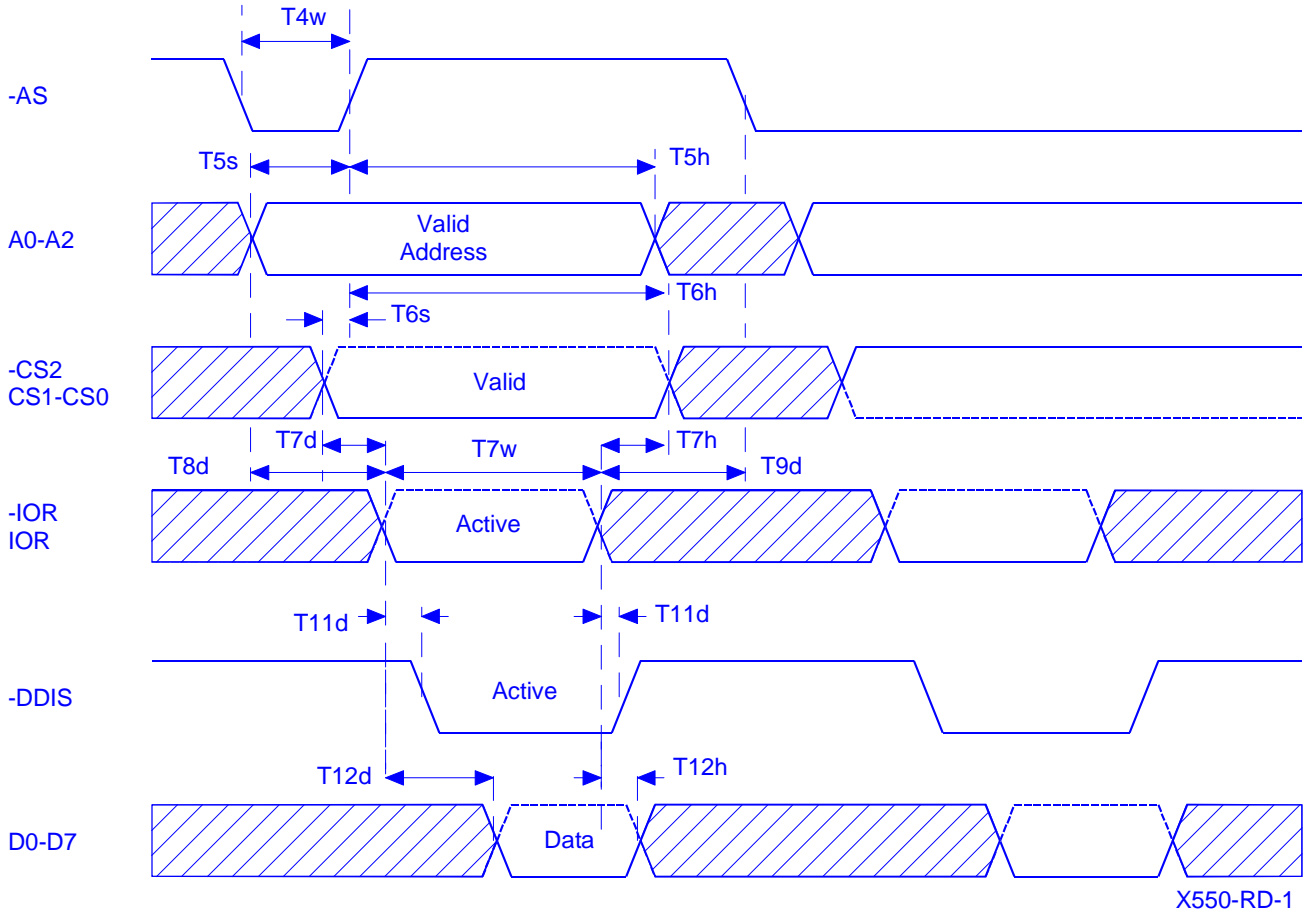 T4w
-AS
T5s
T5h
A0-A2
Valid
Address
T6h
T6s
-CS2
CS1-CS0
Valid
T7d
T7w
T7h
T8d
T9d
-IOR
IOR
Active
T11d
T11d
-DDIS
Active
T12d
T12h
D0-D7
Data
X550-RD-1